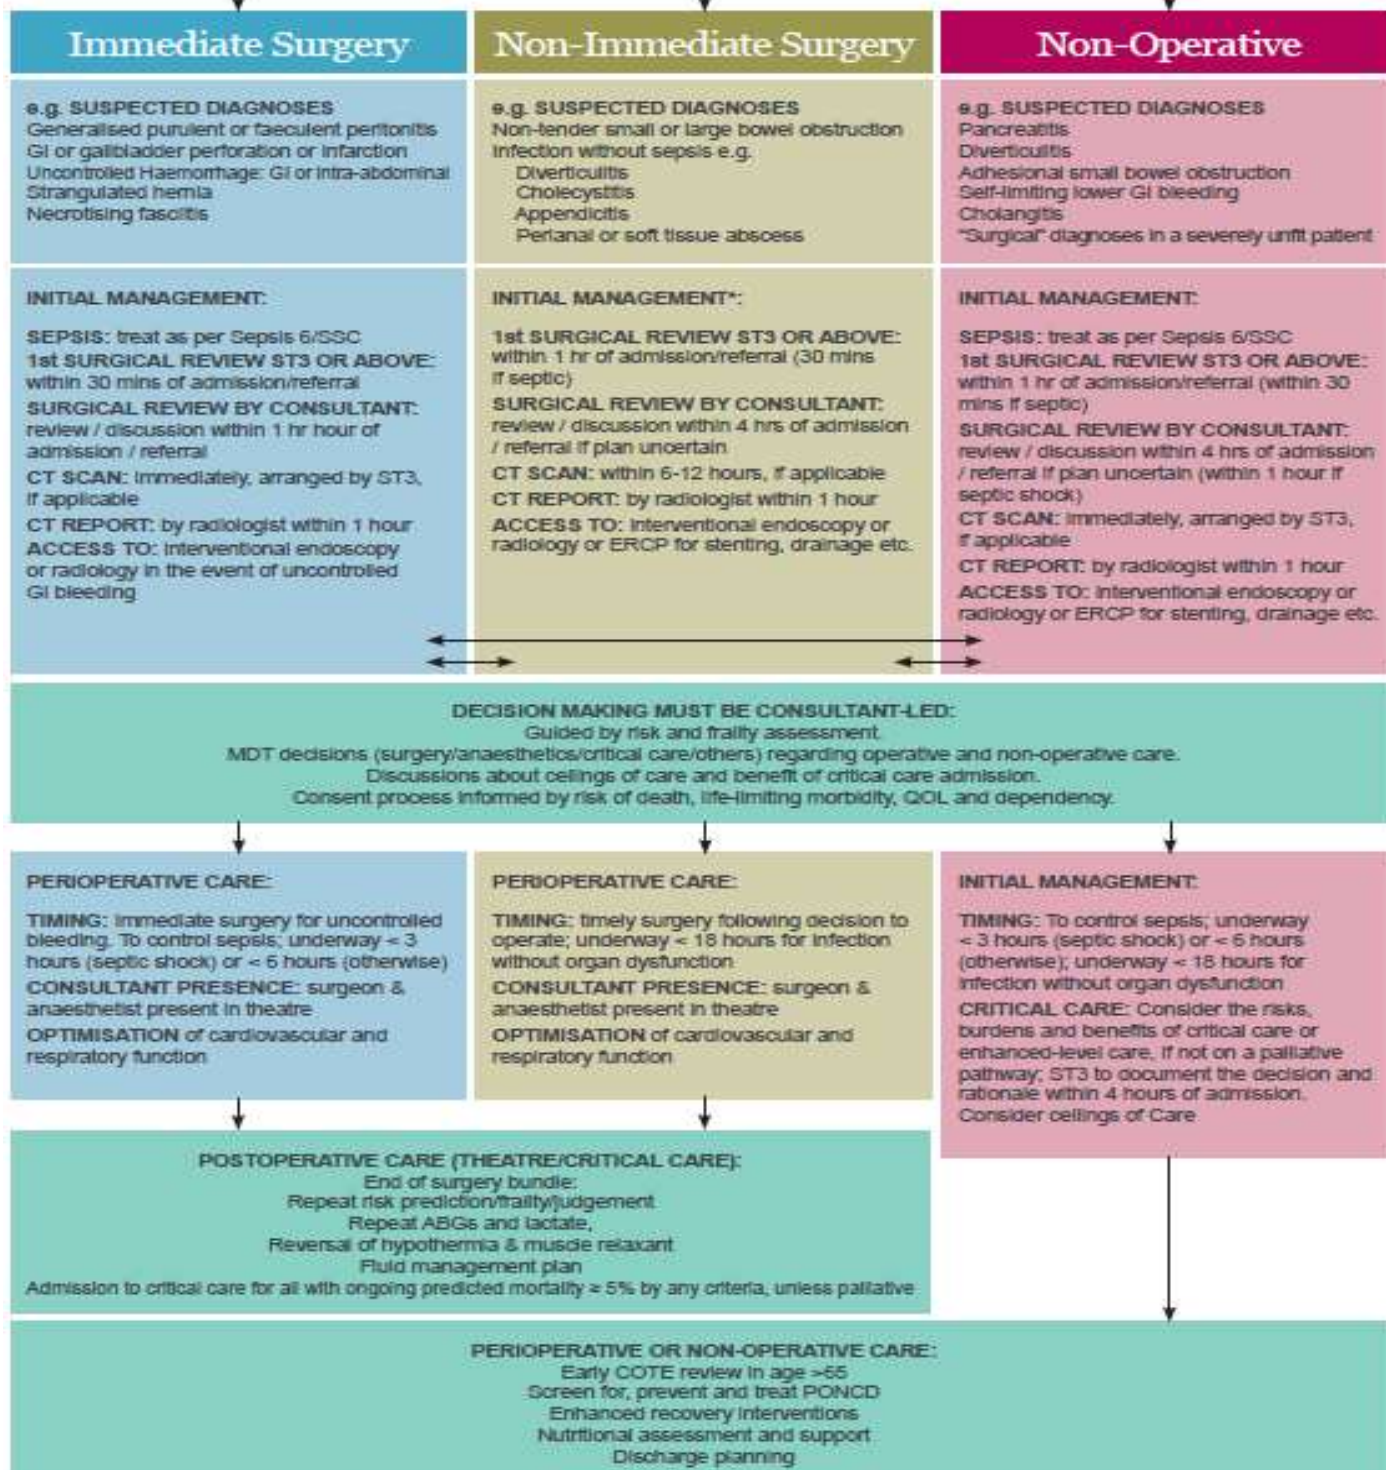 Immediate Surgery
e.g. SUSPECTED DIAGNOSES
Generalised purulent or faeculent peritonitis
GI or gallbladder perforation or infarction
Uncontrolled Haemorrhage: GI or intra-abdominal
Strangulated hernia
Necrotising fasciitis
INITIAL MANAGEMENT:
SEPSIS: treat as per Sepsis 6/SSC
1st SURGICAL REVIEW ST3 OR ABOVE:
within 30 mins of admission/referral
SURGICAL REVIEW BY CONSULTANT:
review / discussion within 1 hr hour of
admission / referral
CT SCAN: immediately, arranged by ST3,
if applicable
CT REPORT: by radiologist within 1 hour
ACCESS TO: interventional endoscopy
or radiology in the event of uncontrolled
GI bleeding
Non-Immediate Surgery
e.g. SUSPECTED DIAGNOSES
Non-tender small or large bowel obstruction
Infection without sepsis e.g.
Diverticulitis
Cholecystitis
Appendicitis
Perianal or soft tissue abscess
INITIAL MANAGEMENT*:
1st SURGICAL REVIEW ST3 OR ABOVE:
within 1 hr of admission/referral (30 mins
if septic)
SURGICAL REVIEW BY CONSULTANT:
review / discussion within 4 hrs of admission
/ referral if plan uncertain
CT SCAN: within 6-12 hours, if applicable
CT REPORT: by radiologist within 1 hour
ACCESS TO: interventional endoscopy or
radiology or ERCP for stenting, drainage etc.
Non-Operative
e.g. SUSPECTED DIAGNOSES
Pancreatitis
Diverticulitis
Adhesional small bowel obstruction
Self-limiting lower GI bleeding
Cholangitis
"Surgical" diagnoses in a severely unfit patient
INITIAL MANAGEMENT:
SEPSIS: treat as per Sepsis 6/SSC
1st SURGICAL REVIEW ST3 OR ABOVE:
within 1 hr of admission/referral (within 30
mins if septic)
SURGICAL REVIEW BY CONSULTANT:
review / discussion within 4 hrs of admission
/ referral if plan uncertain (within 1 hour if
septic shock)
CT SCAN: immediately, arranged by ST3,
if applicable
CT REPORT: by radiologist within 1 hour
ACCESS TO: interventional endoscopy or
radiology or ERCP for stenting, drainage etc.
DECISION MAKING MUST BE CONSULTANT-LED:
Guided by risk and frailty assessment.
MDT decisions (surgery/anaesthetics/critical care/others) regarding operative and non-operative care.
Discussions about ceilings of care and benefit of critical care admission.
Consent process informed by risk of death, life-limiting morbidity, QOL and dependency.
PERIOPERATIVE CARE:
TIMING: immediate surgery for uncontrolled
bleeding. To control sepsis; underway < 3
hours (septic shock) or < 6 hours (otherwise)
CONSULTANT PRESENCE: surgeon &
anaesthetist present in theatre
OPTIMISATION of cardiovascular and
respiratory function
PERIOPERATIVE CARE:
TIMING: timely surgery following decision to
operate; underway < 18 hours for infection
without organ dysfunction
CONSULTANT PRESENCE: surgeon &
anaesthetist present in theatre
OPTIMISATION of cardiovascular and
respiratory function
INITIAL MANAGEMENT:
TIMING: To control sepsis; underway
< 3 hours (septic shock) or < 6 hours
(otherwise); underway < 18 hours for
infection without organ dysfunction
CRITICAL CARE: Consider the risks,
burdens and benefits of critical care or
enhanced-level care, if not on a palliative
pathway; ST3 to document the decision and
rationale within 4 hours of admission.
Consider ceilings of Care
POSTOPERATIVE CARE (THEATRE/CRITICAL CARE):
End of surgery bundle:
Repeat risk prediction/frailty/judgement
Repeat ABGs and lactate,
Reversal of hypothermia & muscle relaxant
Fluid management plan
Admission to critical care for all with ongoing predicted mortality ≥ 5% by any criteria, unless palliative
PERIOPERATIVE OR NON-OPERATIVE CARE:
Early COTE review in age >65
Screen for, prevent and treat PONCD
Enhanced recovery interventions
Nutritional assessment and support
Discharge planning